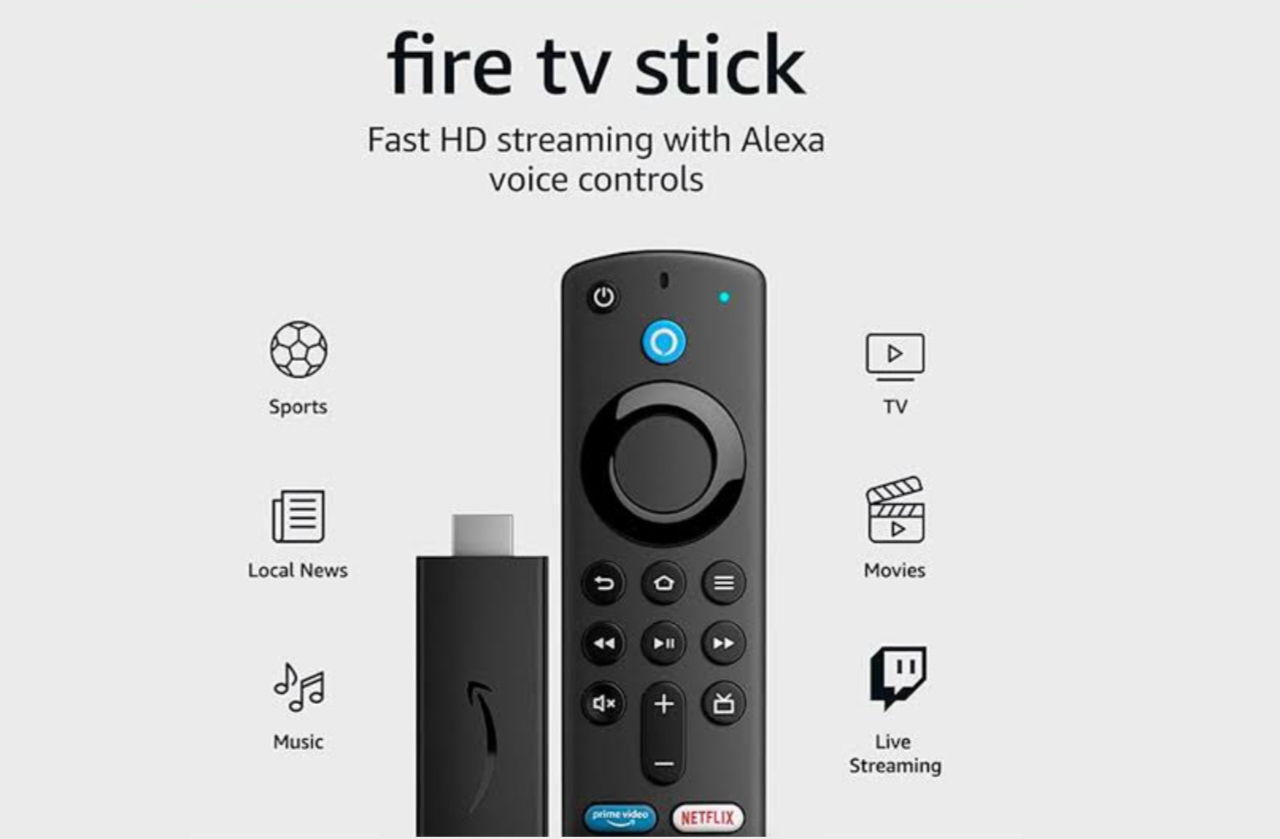 fire tv stick
Fast HD streaming with Alexa
voice controls
Sports
TV
Local News
Movies
Music
Live
Streaming
prime video
NETFLIX